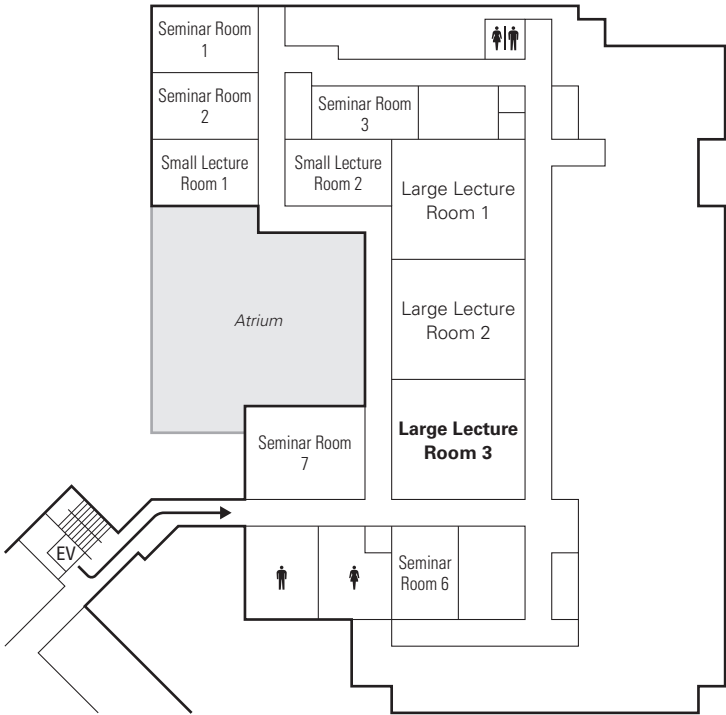 Seminar Room
1
Seminar Room
2
Seminar Room
3
Small Lecture
Room 1
Small Lecture
Room 2
Large Lecture
Room 1
Atrium
Large Lecture
Room 2
Large Lecture
Room 3
Seminar Room
7
EV
Seminar
Room 6